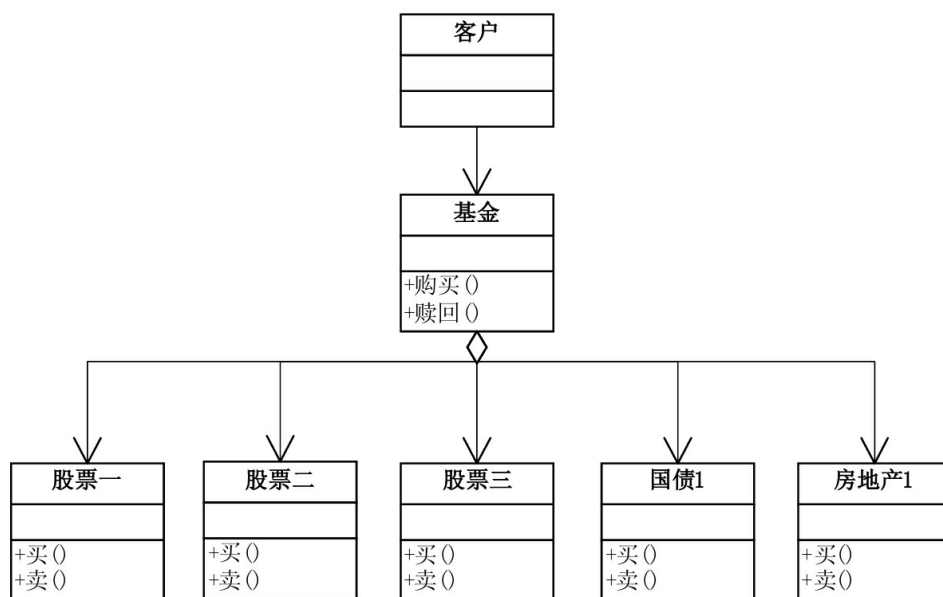 客户
基金
+购买()
+赎回()
股票一
股票二
股票三
国债1
房地产1
+买()
+卖()
+买()
+卖()
+买()
+卖()
+买()
+卖()
+买()
+卖()